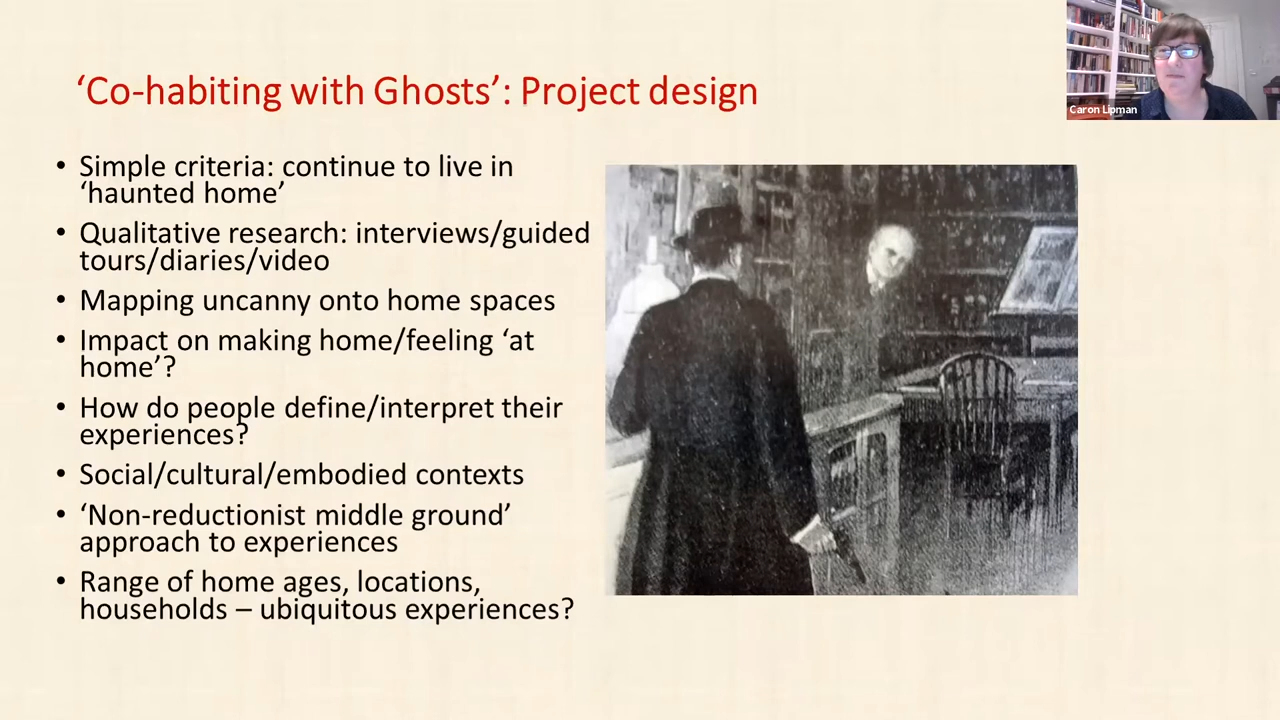 ‘Co-habiting with Ghosts’: Project design
Caron Lipman
• Simple criteria: continue to live in
‘haunted home’
• Qualitative research: interviews/guided
tours/diaries/video
• Mapping uncanny onto home spaces
• Impact on making home/feeling ‘at
home’?
• How do people define/interpret their
experiences?
• Social/cultural/embodied contexts
• ‘Non-reductionist middle ground’
approach to experiences
• Range of home ages, locations,
households – ubiquitous experiences?